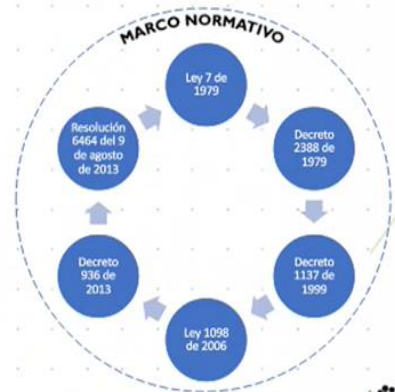 MARCO NORMATIVO
Ley 7 de
1979
Decreto
2388 de
1979
Decreto
1137 de
1999
Ley 1098
de 2006
Decreto
936 de
2013
Resolución
6464 del 9
de agosto
de 2013